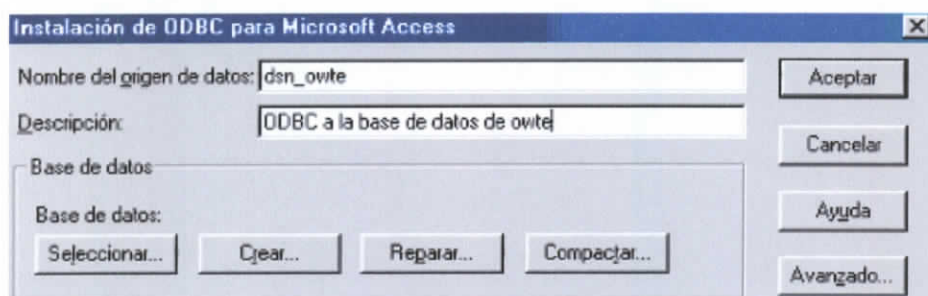 Instalación de ODBC para Microsoft Access
Nombre del origen de datos: dsn_owte
Aceptar
Descripción: ODBC a la base de datos de owte
Cancelar
Base de datos
Ayuda
Base de datos:
Seleccionar... Crear... Reparar... Compactar...
Avanzado...